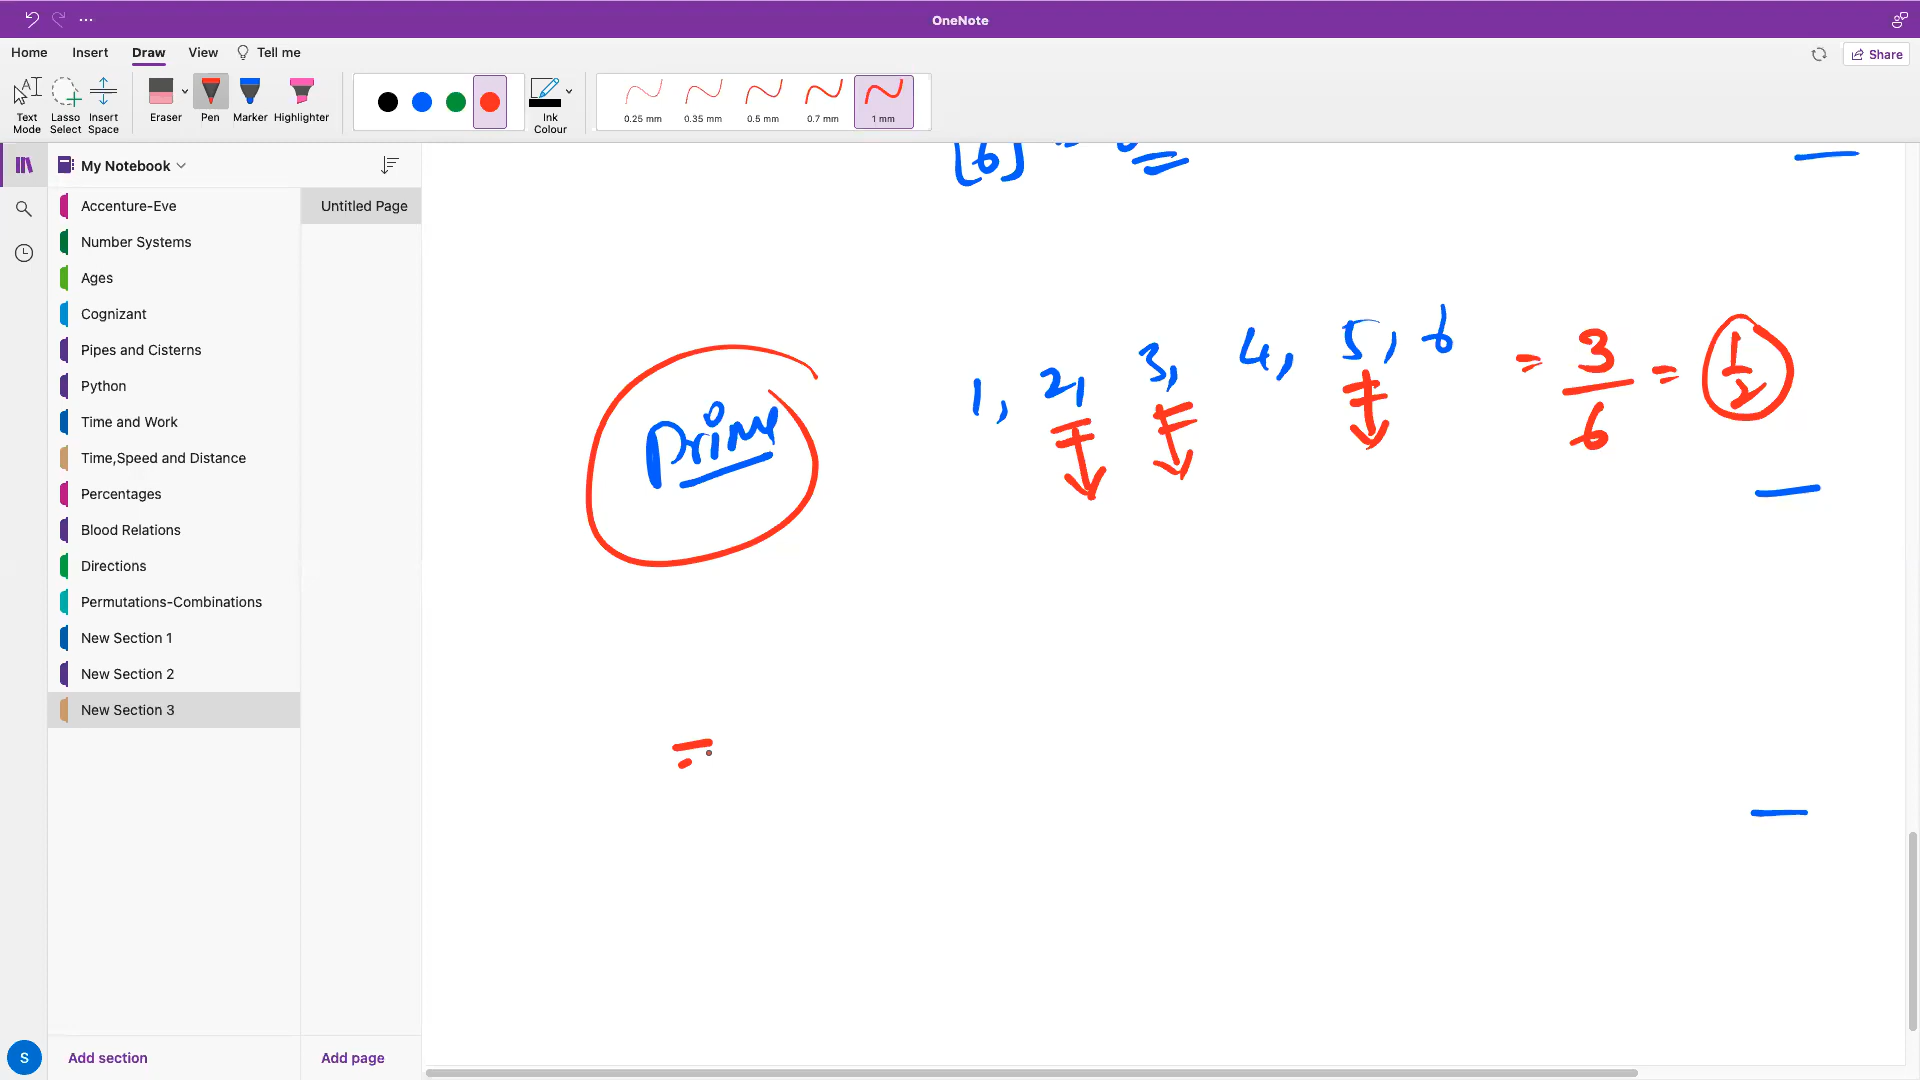 OneNote
Home Insert Draw View Tell me Share
Text Mode Lasso Select Insert Space Eraser Pen Marker Highlighter Ink Colour 0.25 mm 0.35 mm 0.5 mm 0.7 mm 1 mm
My Notebook
Accenture-Eve
Number Systems
Ages
Cognizant
Pipes and Cisterns
Python
Time and Work
Time,Speed and Distance
Percentages
Blood Relations
Directions
Permutations-Combinations
New Section 1
New Section 2
New Section 3
Untitled Page
[6] =
Prime 1, 2, 3, 4, 5, 6 = 3/6 = 1/2
=
S
Add section
Add page